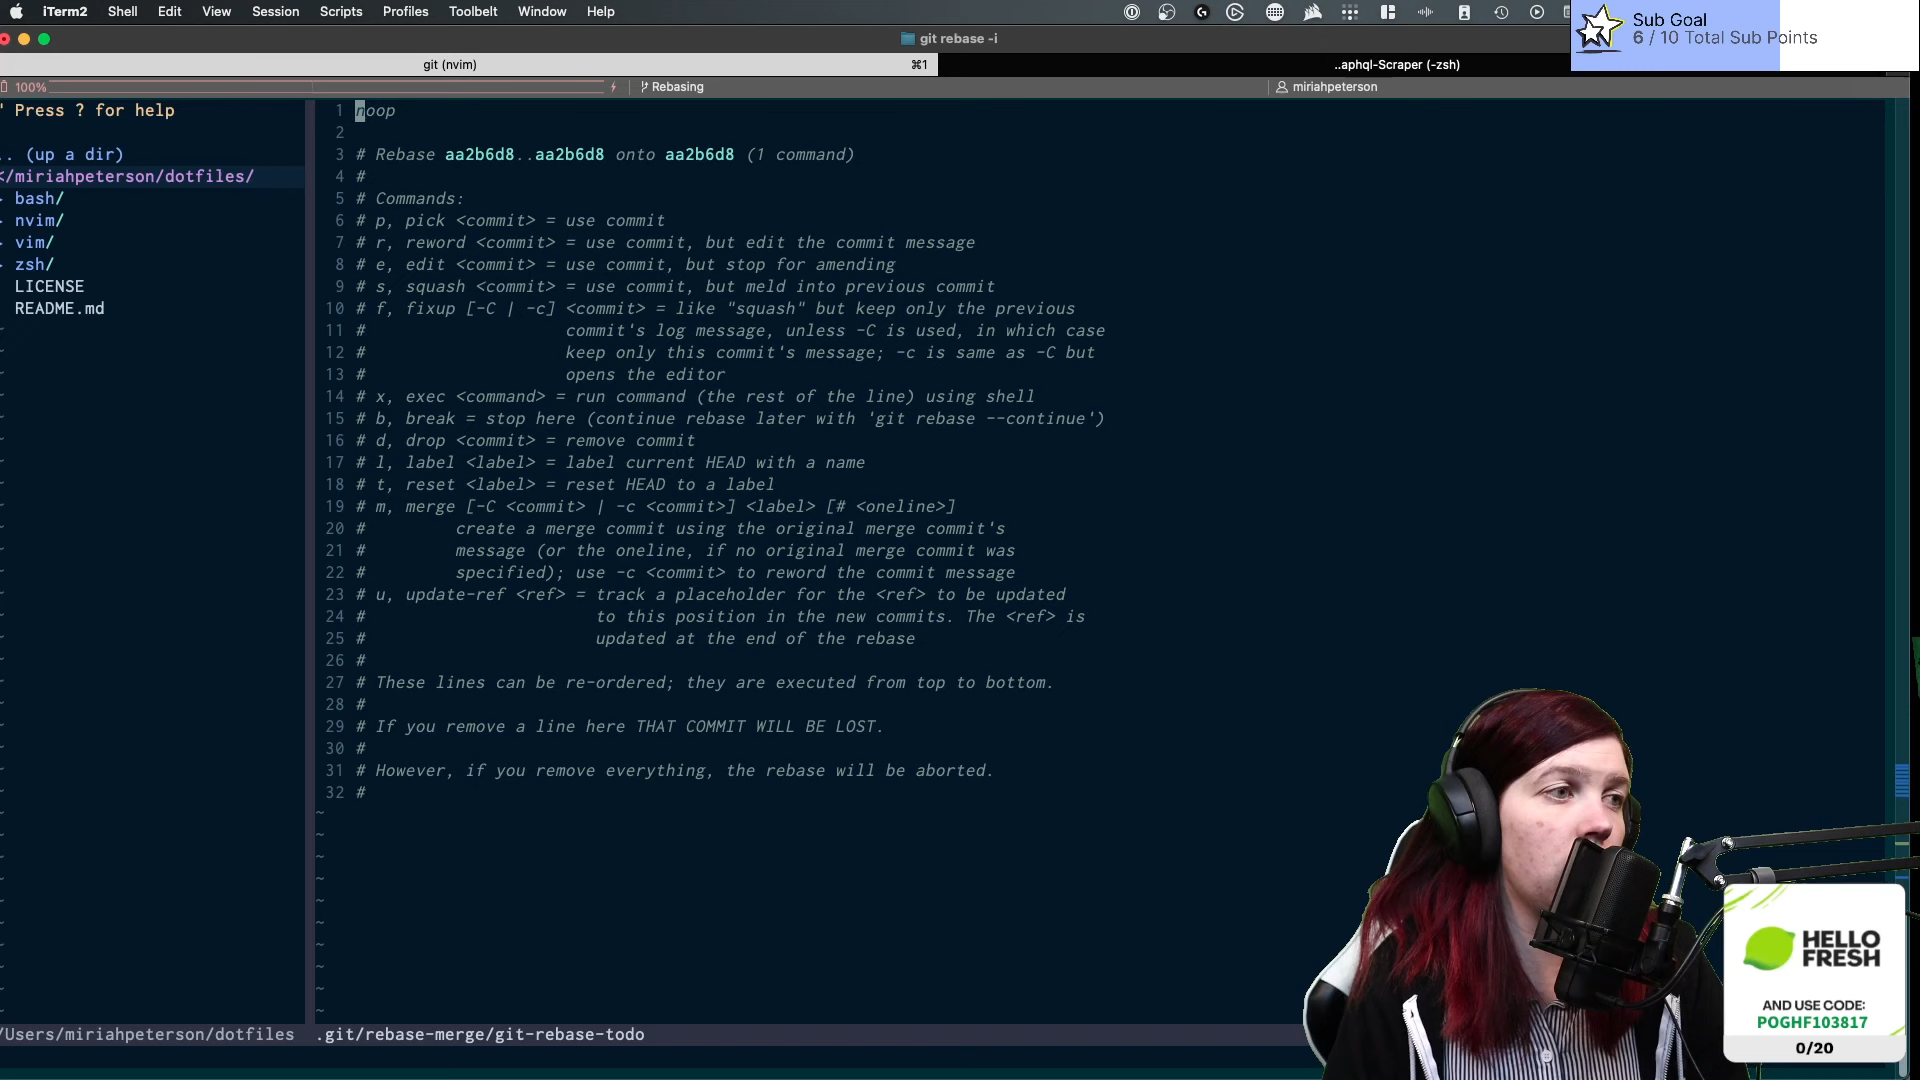 iTerm2 Shell Edit View Session Scripts Profiles Toolbelt Window Help
Sub Goal
6 / 10 Total Sub Points
git rebase -i
git (nvim) ⌘1 ..aphql-Scraper (-zsh)
100% Rebasing miriahpeterson
" Press ? for help
.. (up a dir)
</miriahpeterson/dotfiles/
bash/
nvim/
vim/
zsh/
LICENSE
README.md
1 noop
2
3 # Rebase aa2b6d8..aa2b6d8 onto aa2b6d8 (1 command)
4 #
5 # Commands:
6 # p, pick <commit> = use commit
7 # r, reword <commit> = use commit, but edit the commit message
8 # e, edit <commit> = use commit, but stop for amending
9 # s, squash <commit> = use commit, but meld into previous commit
10 # f, fixup [-C | -c] <commit> = like "squash" but keep only the previous
11 # commit's log message, unless -C is used, in which case
12 # keep only this commit's message; -c is same as -C but
13 # opens the editor
14 # x, exec <command> = run command (the rest of the line) using shell
15 # b, break = stop here (continue rebase later with 'git rebase --continue')
16 # d, drop <commit> = remove commit
17 # l, label <label> = label current HEAD with a name
18 # t, reset <label> = reset HEAD to a label
19 # m, merge [-C <commit> | -c <commit>] <label> [# <oneline>]
20 # create a merge commit using the original merge commit's
21 # message (or the oneline, if no original merge commit was
22 # specified); use -c <commit> to reword the commit message
23 # u, update-ref <ref> = track a placeholder for the <ref> to be updated
24 # to this position in the new commits. The <ref> is
25 # updated at the end of the rebase
26 #
27 # These lines can be re-ordered; they are executed from top to bottom.
28 #
29 # If you remove a line here THAT COMMIT WILL BE LOST.
30 #
31 # However, if you remove everything, the rebase will be aborted.
32 #
/Users/miriahpeterson/dotfiles .git/rebase-merge/git-rebase-todo
HELLO
FRESH
AND USE CODE:
POGHF103817
0/20